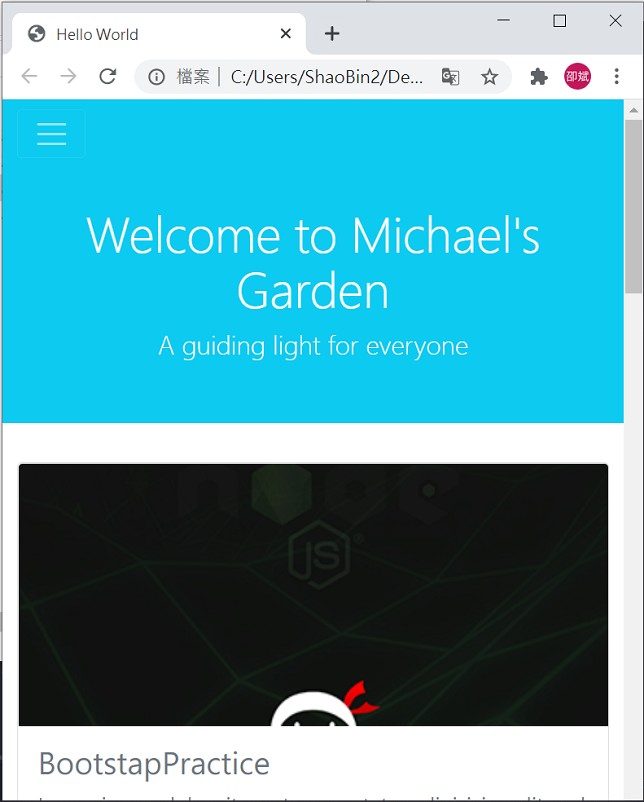 Hello World
檔案 C:/Users/ShaoBin2/De...
邵斌
Welcome to Michael's
Garden
A guiding light for everyone
node
JS
BootstapPractice